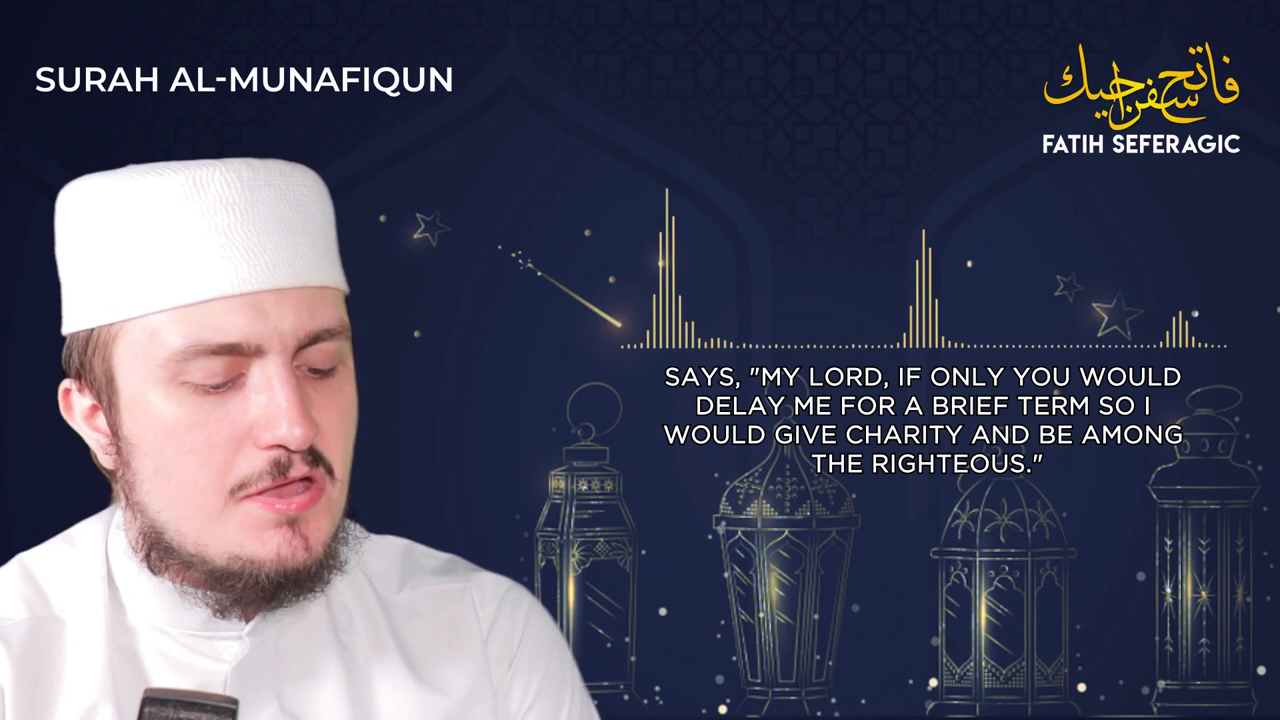 SURAH AL-MUNAFIQUN
فاتح سفراجيك
FATIH SEFERAGIC
SAYS, "MY LORD, IF ONLY YOU WOULD
DELAY ME FOR A BRIEF TERM SO I
WOULD GIVE CHARITY AND BE AMONG
THE RIGHTEOUS."